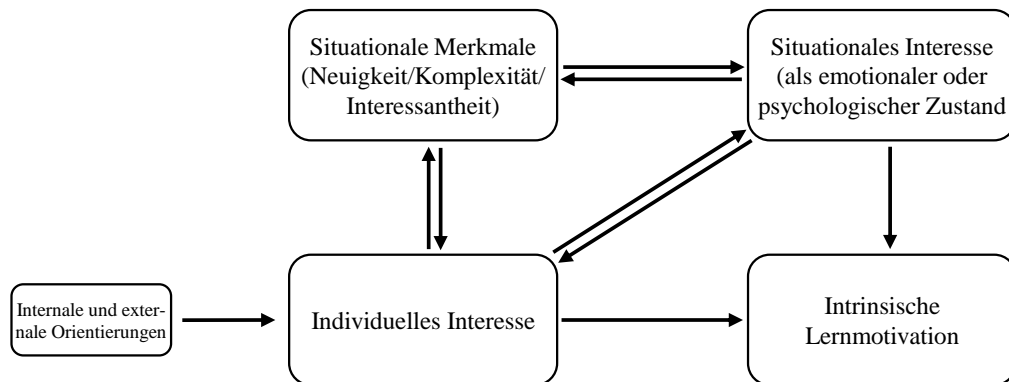 Situationale Merkmale
(Neuigkeit/Komplexität/
Interessantheit)
Situationales Interesse
(als emotionaler oder
psychologischer Zustand
Internale und exter-
nale Orientierungen
Individuelles Interesse
Intrinsische
Lernmotivation